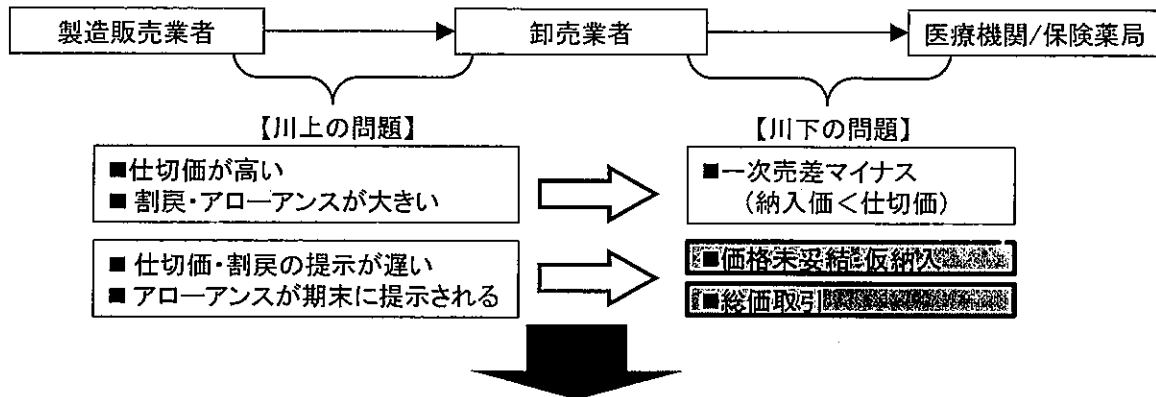 製造販売業者
卸売業者
医療機関/保険薬局
【川上の問題】
【川下の問題】
■仕切価が高い
■ 割戻・アローアンスが大きい
■一次売差マイナス
(納入価<仕切価)
■ 仕切価・割戻の提示が遅い
■ アローアンスが期末に提示される
■価格未妥結・仮納入
■総価取引